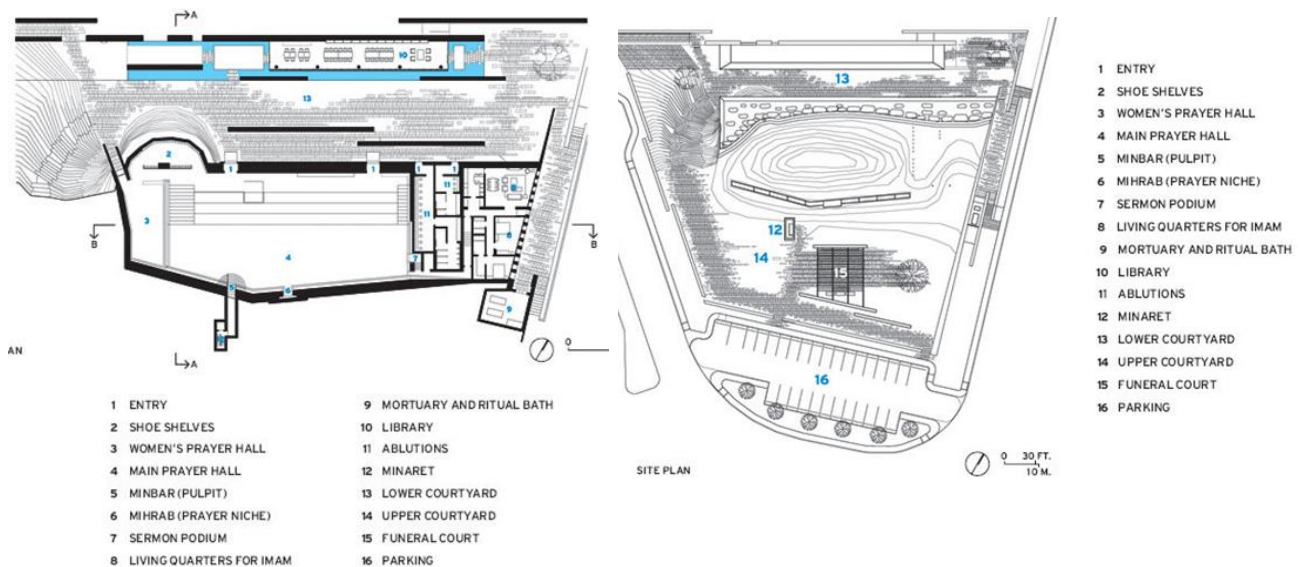 A
10
13
2
1
1
1
1
11
8
3
11
B
B
4
8
7
5
6
9
AN
A
0
1 ENTRY
2 SHOE SHELVES
3 WOMEN'S PRAYER HALL
4 MAIN PRAYER HALL
5 MINBAR (PULPIT)
6 MIHRAB (PRAYER NICHE)
7 SERMON PODIUM
8 LIVING QUARTERS FOR IMAM
9 MORTUARY AND RITUAL BATH
10 LIBRARY
11 ABLUTIONS
12 MINARET
13 LOWER COURTYARD
14 UPPER COURTYARD
15 FUNERAL COURT
16 PARKING
13
12
14
15
16
SITE PLAN
0 30 FT.
10 M.
1 ENTRY
2 SHOE SHELVES
3 WOMEN'S PRAYER HALL
4 MAIN PRAYER HALL
5 MINBAR (PULPIT)
6 MIHRAB (PRAYER NICHE)
7 SERMON PODIUM
8 LIVING QUARTERS FOR IMAM
9 MORTUARY AND RITUAL BATH
10 LIBRARY
11 ABLUTIONS
12 MINARET
13 LOWER COURTYARD
14 UPPER COURTYARD
15 FUNERAL COURT
16 PARKING